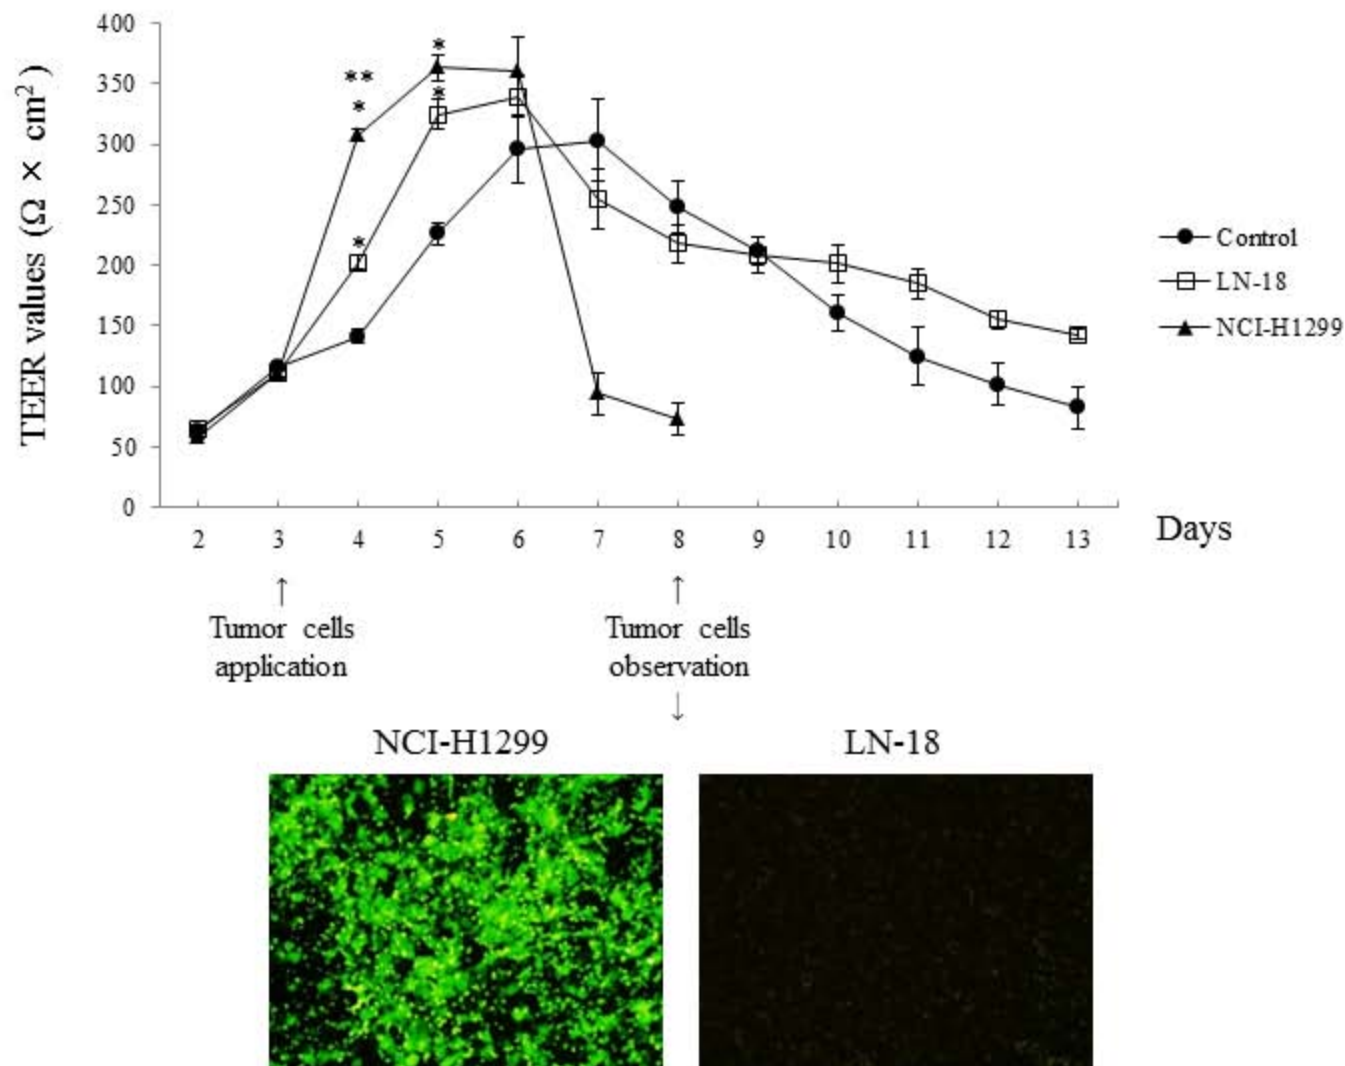 TEER values (Ω × cm²)
400
350
300
250
200
150
100
50
0
**
*
*
*
*
Control
LN-18
NCI-H1299
2 3 4 5 6 7 8 9 10 11 12 13
Days
↑ ↑
Tumor cells Tumor cells
application observation
↓
NCI-H1299 LN-18